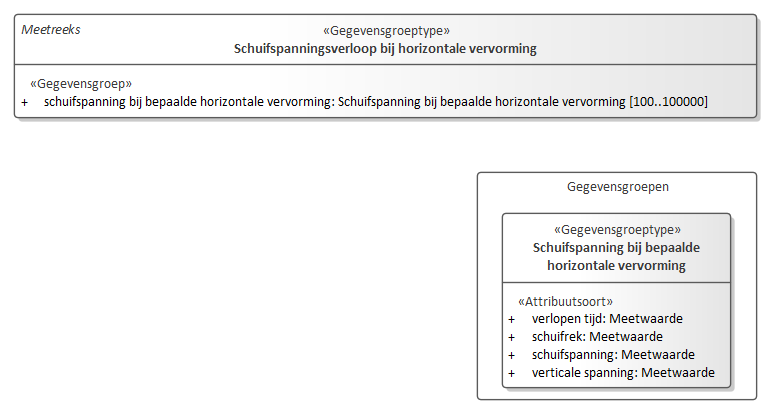 Meetreeks
«Gegevensgroeptype»
Schuifspanningsverloop bij horizontale vervorming
«Gegevensgroep»
+ schuifspanning bij bepaalde horizontale vervorming: Schuifspanning bij bepaalde horizontale vervorming [100..100000]
Gegevensgroepen
«Gegevensgroeptype»
Schuifspanning bij bepaalde
horizontale vervorming
«Attribuutsoort»
+ verlopen tijd: Meetwaarde
+ schuifrek: Meetwaarde
+ schuifspanning: Meetwaarde
+ verticale spanning: Meetwaarde